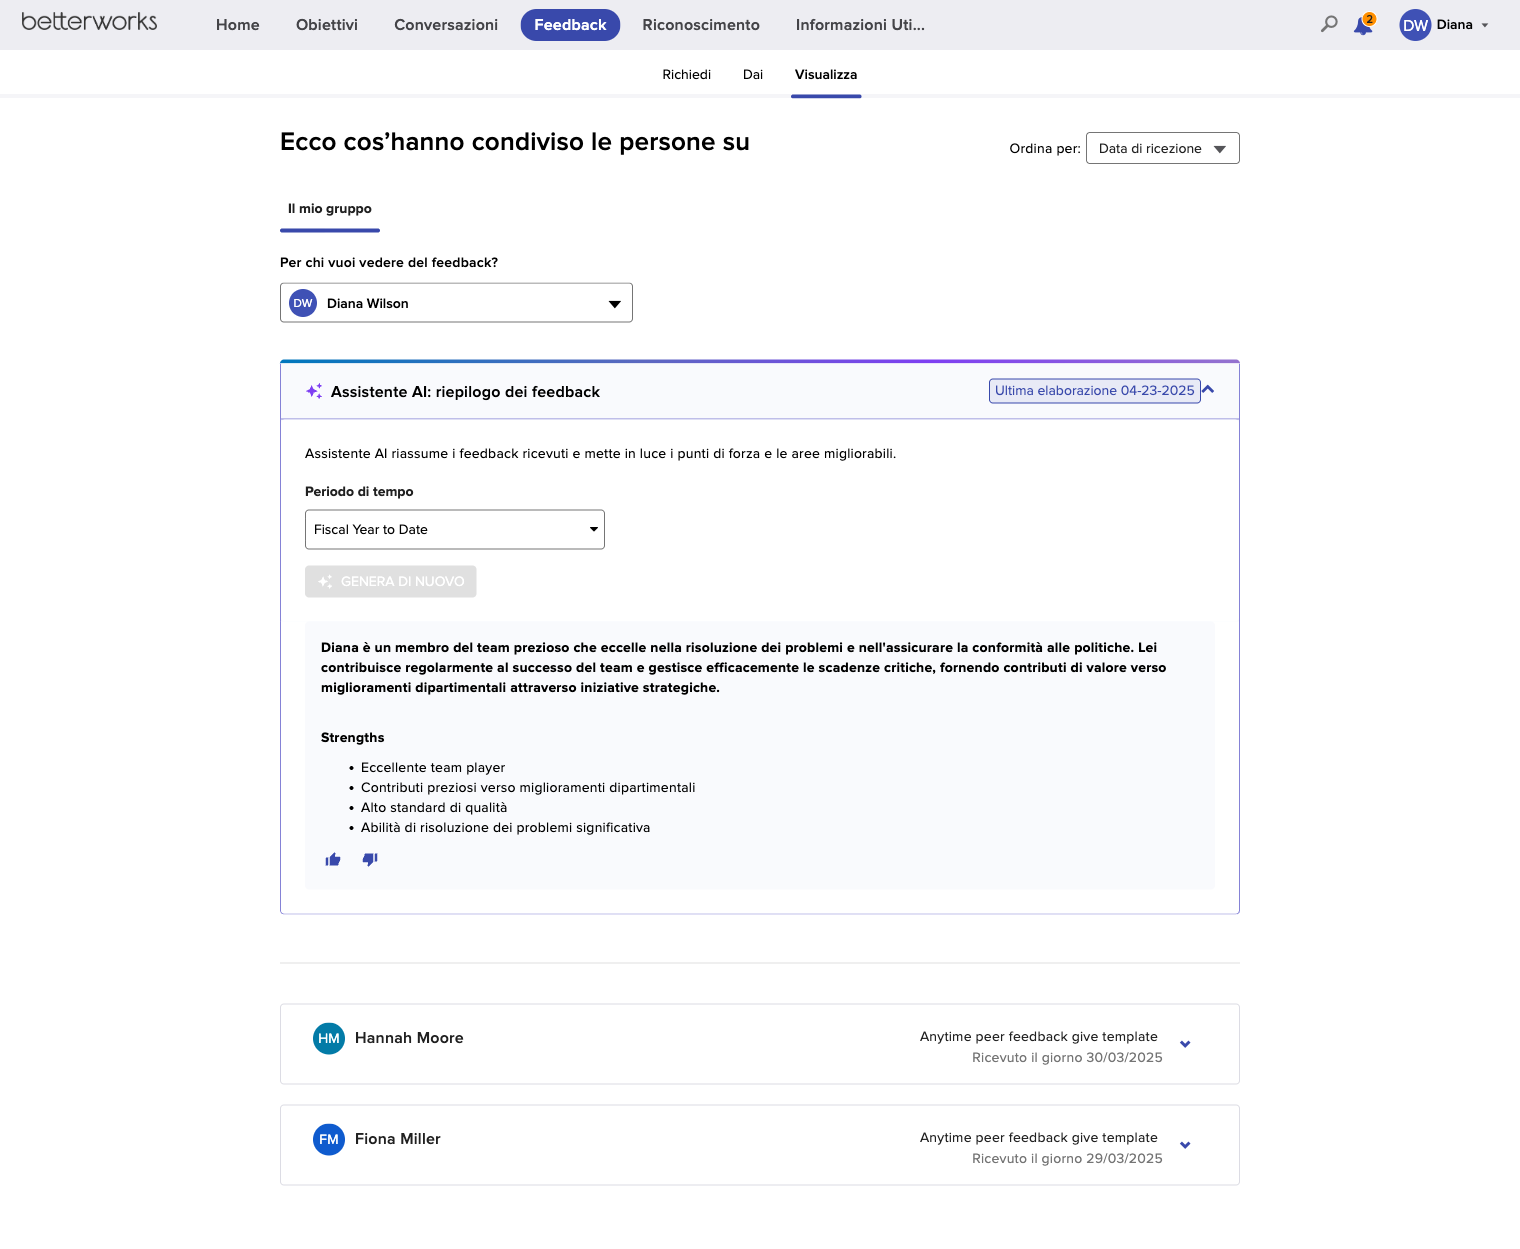 betterworks
Home Obiettivi Conversazioni Feedback Riconoscimento Informazioni Uti...
2
DW Diana
Richiedi Dai Visualizza
Ecco cos’hanno condiviso le persone su
Ordina per: Data di ricezione
Il mio gruppo
Per chi vuoi vedere del feedback?
DW Diana Wilson
Assistente AI: riepilogo dei feedback
Ultima elaborazione 04-23-2025
Assistente AI riassume i feedback ricevuti e mette in luce i punti di forza e le aree migliorabili.
Periodo di tempo
Fiscal Year to Date
GENERA DI NUOVO
Diana è un membro del team prezioso che eccelle nella risoluzione dei problemi e nell'assicurare la conformità alle politiche. Lei
contribuisce regolarmente al successo del team e gestisce efficacemente le scadenze critiche, fornendo contributi di valore verso
miglioramenti dipartimentali attraverso iniziative strategiche.
Strengths
• Eccellente team player
• Contributi preziosi verso miglioramenti dipartimentali
• Alto standard di qualità
• Abilità di risoluzione dei problemi significativa
HM Hannah Moore
Anytime peer feedback give template
Ricevuto il giorno 30/03/2025
FM Fiona Miller
Anytime peer feedback give template
Ricevuto il giorno 29/03/2025